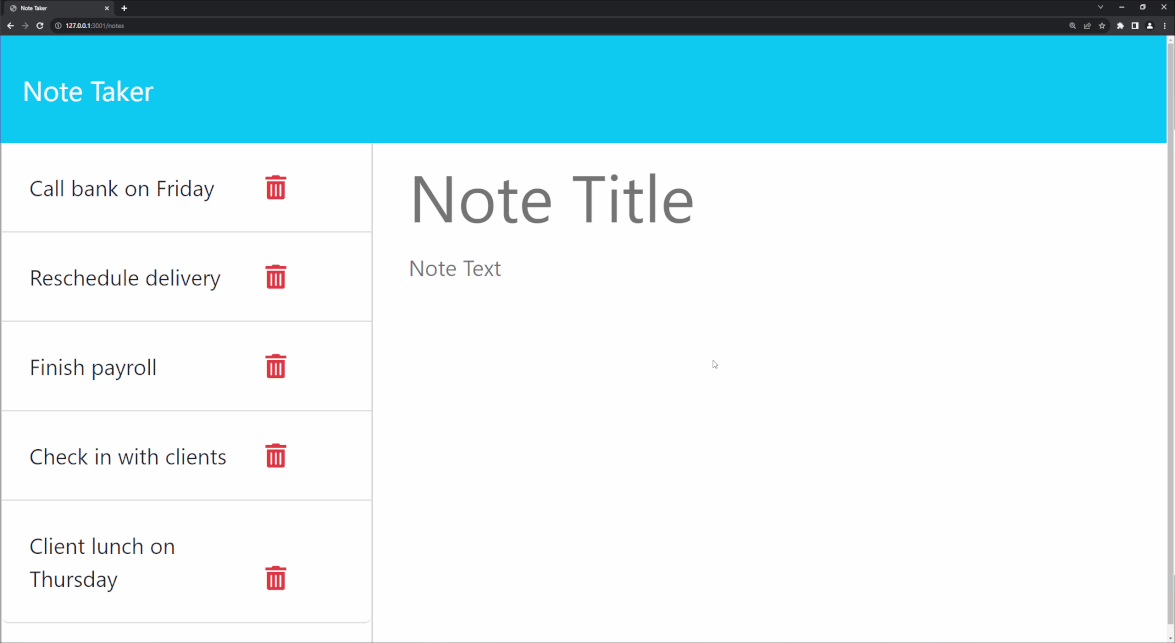 Note Taker
127.0.0.1:3001/notes
Note Taker
Call bank on Friday
Reschedule delivery
Finish payroll
Check in with clients
Client lunch on
Thursday
Note Title
Note Text